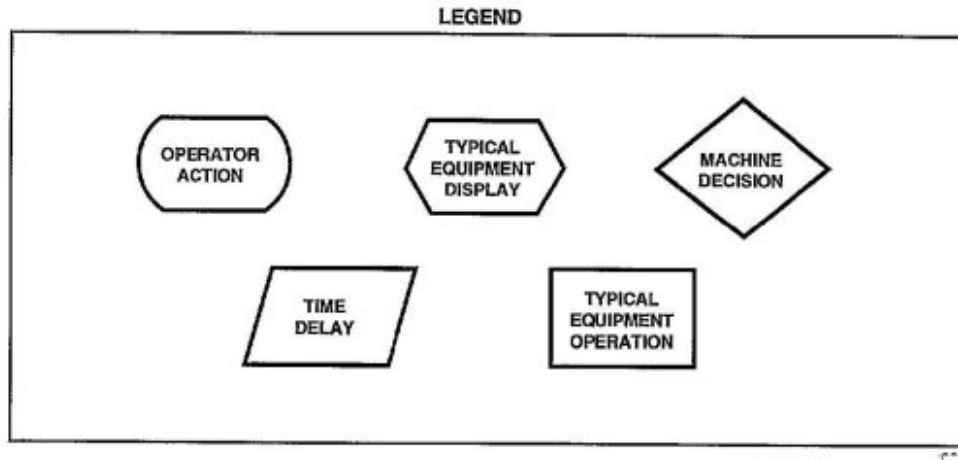 LEGEND
OPERATOR
ACTION
TYPICAL
EQUIPMENT
DISPLAY
MACHINE
DECISION
TIME
DELAY
TYPICAL
EQUIPMENT
OPERATION